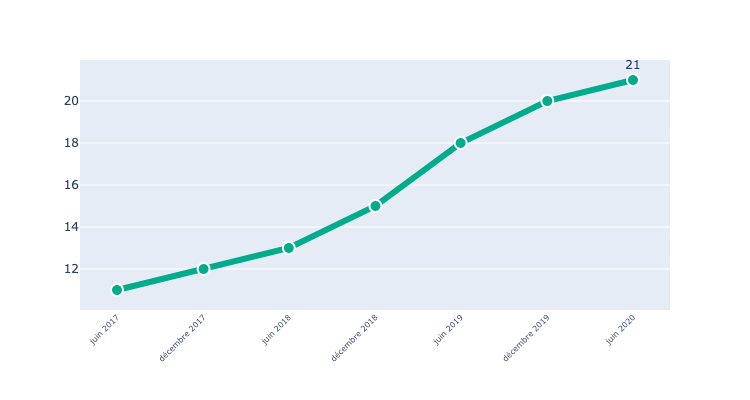 21
20
18
16
14
12
juin 2017
décembre 2017
juin 2018
décembre 2018
juin 2019
décembre 2019
juin 2020